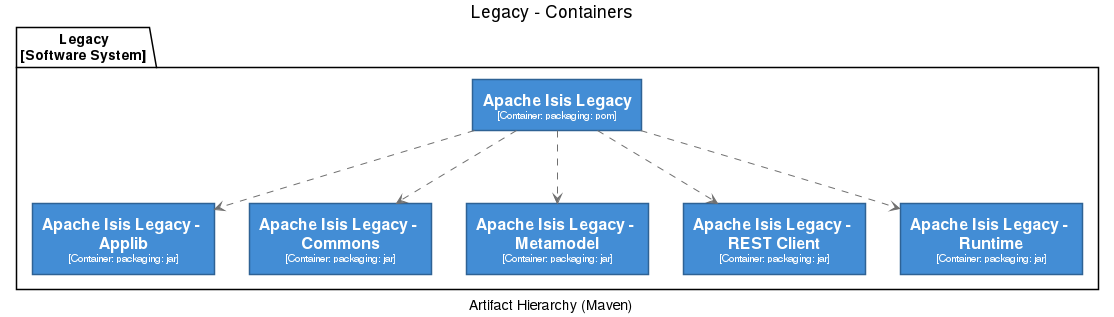 Legacy - Containers
Legacy
[Software System]
Apache Isis Legacy
[Container: packaging: pom]
Apache Isis Legacy -
Applib
[Container: packaging: jar]
Apache Isis Legacy -
Commons
[Container: packaging: jar]
Apache Isis Legacy -
Metamodel
[Container: packaging: jar]
Apache Isis Legacy -
REST Client
[Container: packaging: jar]
Apache Isis Legacy -
Runtime
[Container: packaging: jar]
Artifact Hierarchy (Maven)